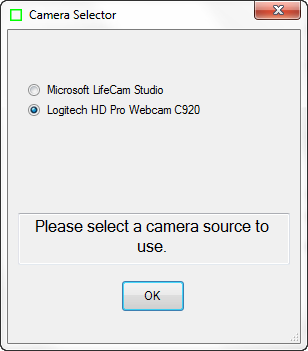 Camera Selector
Microsoft LifeCam Studio
Logitech HD Pro Webcam C920
Please select a camera source to
use.
OK